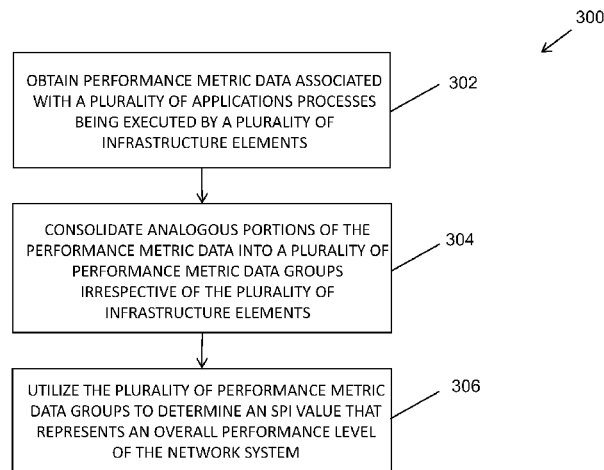 300
OBTAIN PERFORMANCE METRIC DATA ASSOCIATED
WITH A PLURALITY OF APPLICATIONS PROCESSES
BEING EXECUTED BY A PLURALITY OF
INFRASTRUCTURE ELEMENTS
302
CONSOLIDATE ANALOGOUS PORTIONS OF THE
PERFORMANCE METRIC DATA INTO A PLURALITY OF
PERFORMANCE METRIC DATA GROUPS
IRRESPECTIVE OF THE PLURALITY OF
INFRASTRUCTURE ELEMENTS
304
UTILIZE THE PLURALITY OF PERFORMANCE METRIC
DATA GROUPS TO DETERMINE AN SPI VALUE THAT
REPRESENTS AN OVERALL PERFORMANCE LEVEL
OF THE NETWORK SYSTEM
306